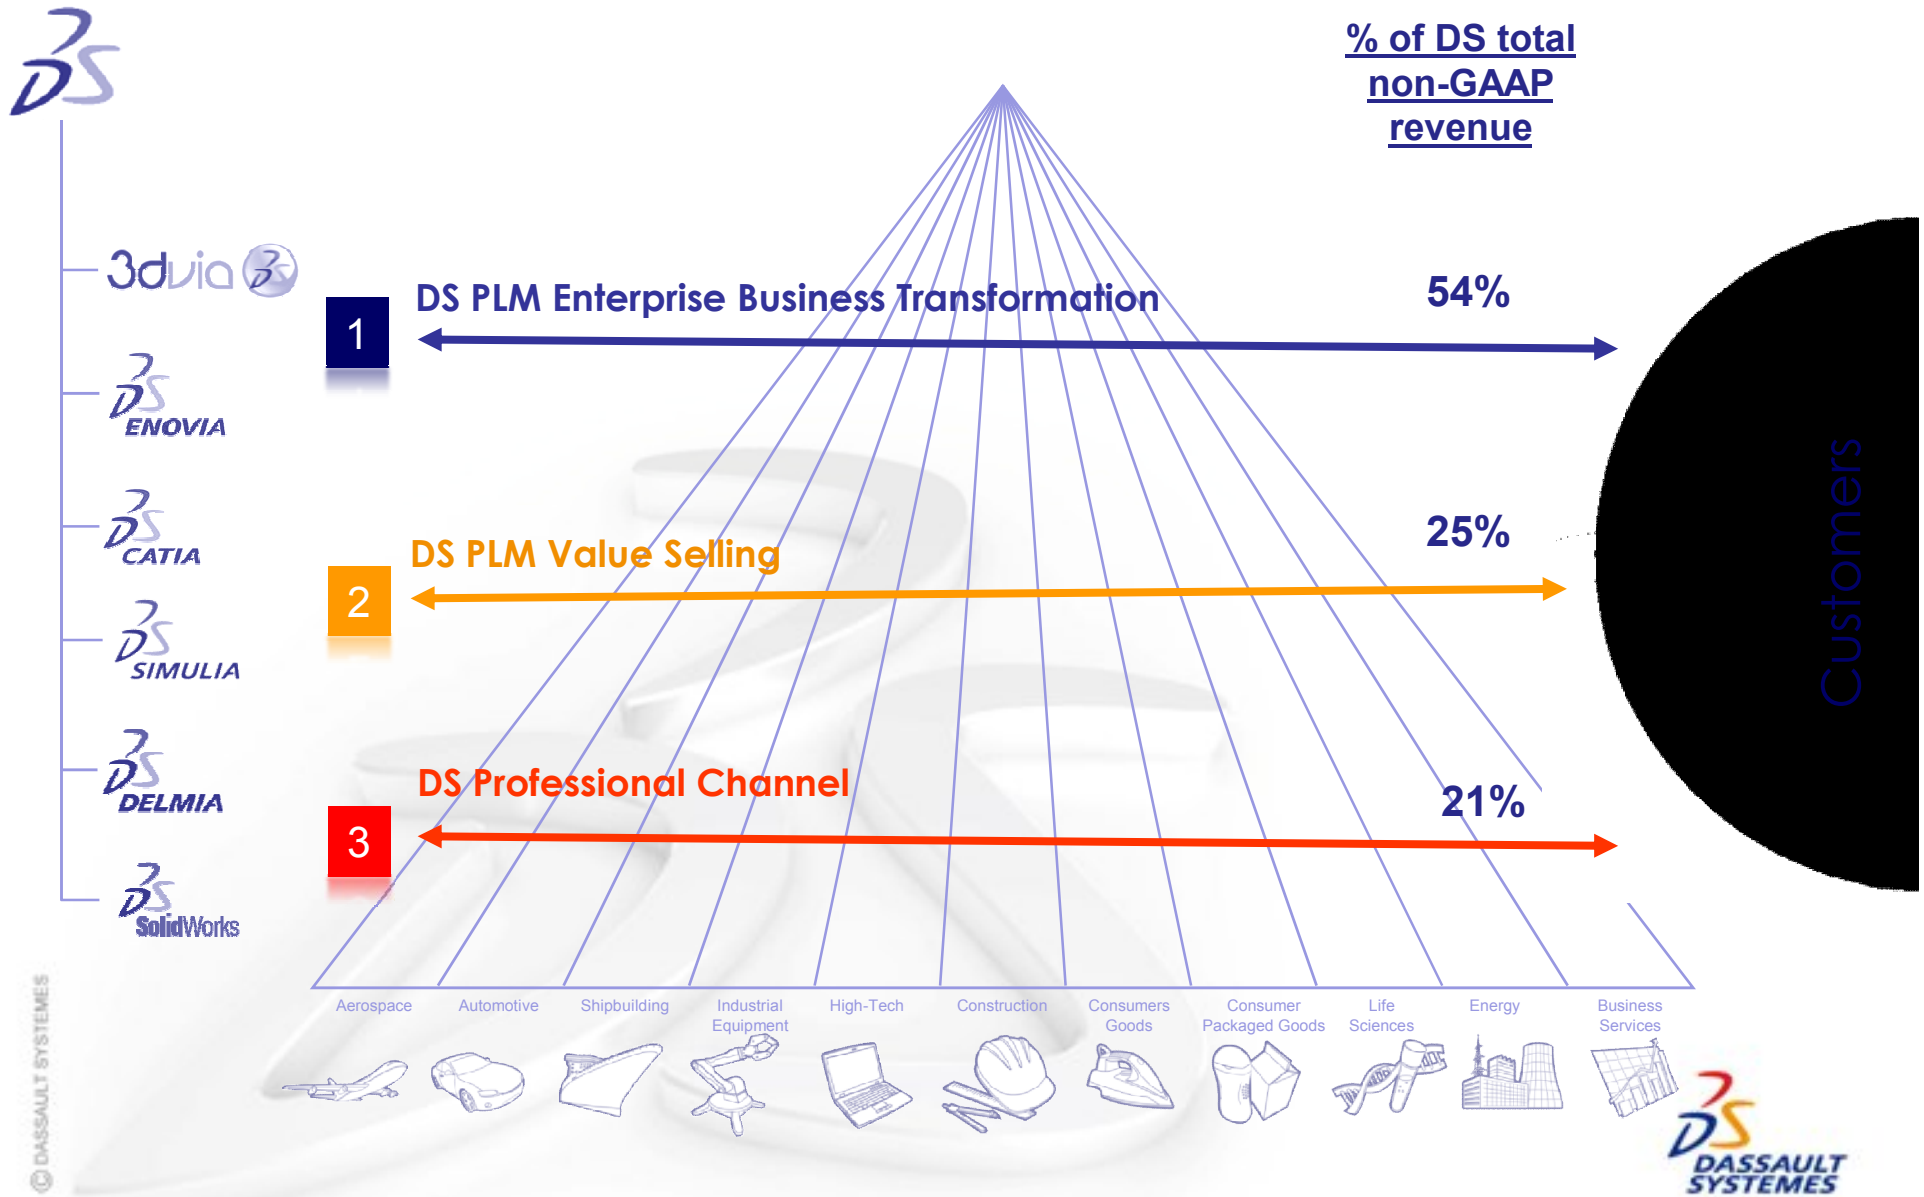 % of DS total
non-GAAP
revenue
3dvia
ENOVIA
CATIA
SIMULIA
DELMIA
SolidWorks
1
DS PLM Enterprise Business Transformation
54%
2
DS PLM Value Selling
25%
3
DS Professional Channel
21%
Customers
Aerospace
Automotive
Shipbuilding
Industrial
Equipment
High-Tech
Construction
Consumers
Goods
Consumer
Packaged Goods
Life
Sciences
Energy
Business
Services
© DASSAULT SYSTEMES
DASSAULT
SYSTEMES